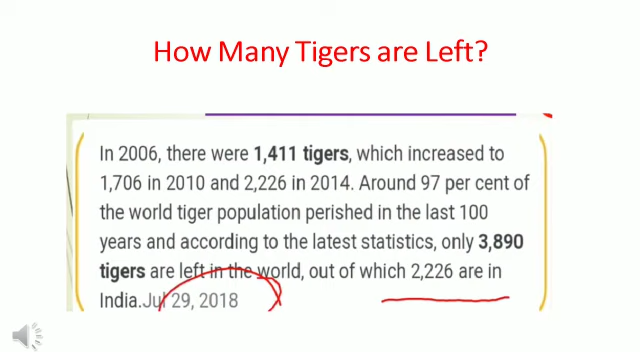 How Many Tigers are Left?
In 2006, there were 1,411 tigers, which increased to
1,706 in 2010 and 2,226 in 2014. Around 97 per cent of
the world tiger population perished in the last 100
years and according to the latest statistics, only 3,890
tigers are left in the world, out of which 2,226 are in
India.Jul 29, 2018